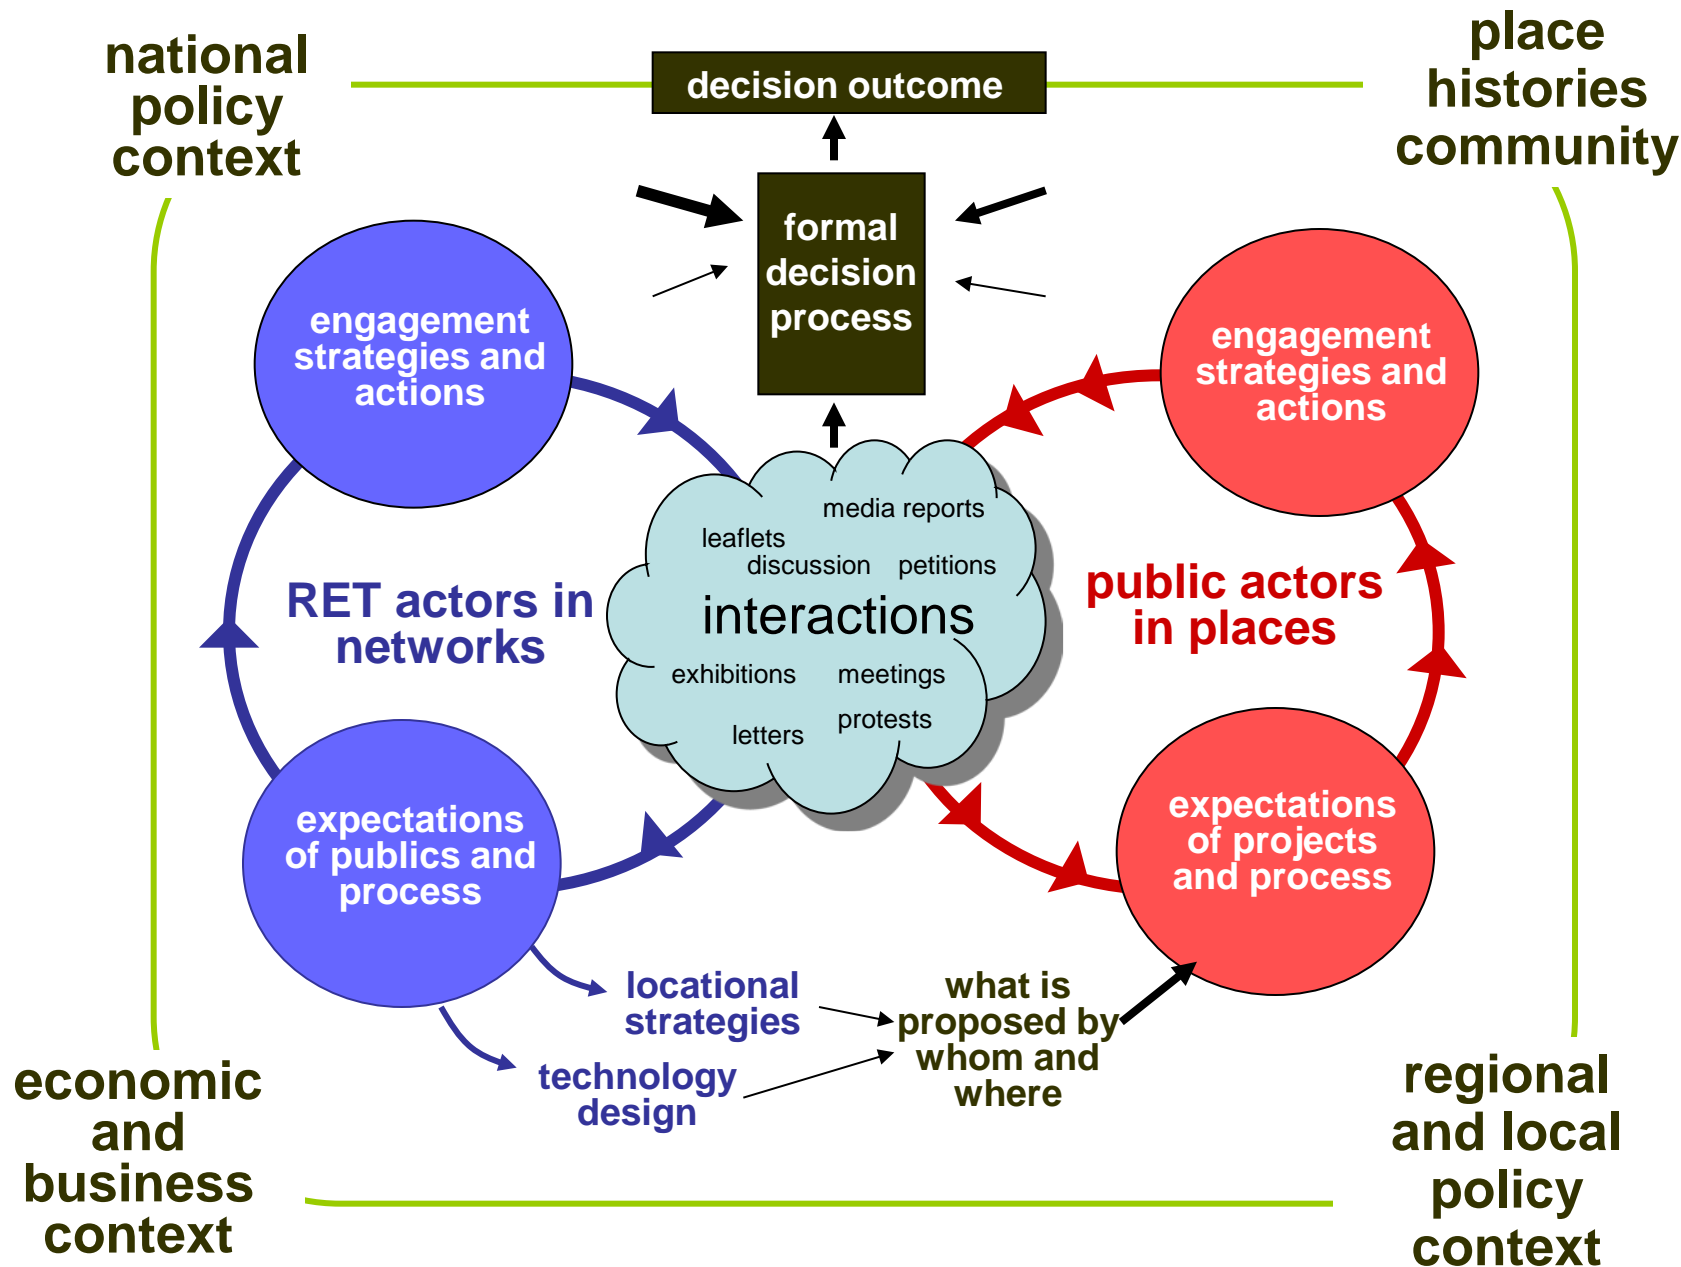 national
policy
context
decision outcome
place
histories
community
formal
decision
process
engagement
strategies and
actions
engagement
strategies and
actions
media reports
leaflets
discussion
petitions
interactions
exhibitions
meetings
protests
letters
RET actors in
networks
public actors
in places
expectations
of publics and
process
expectations
of projects
and process
locational
strategies
technology
design
what is
proposed by
whom and
where
economic
and
business
context
regional
and local
policy
context